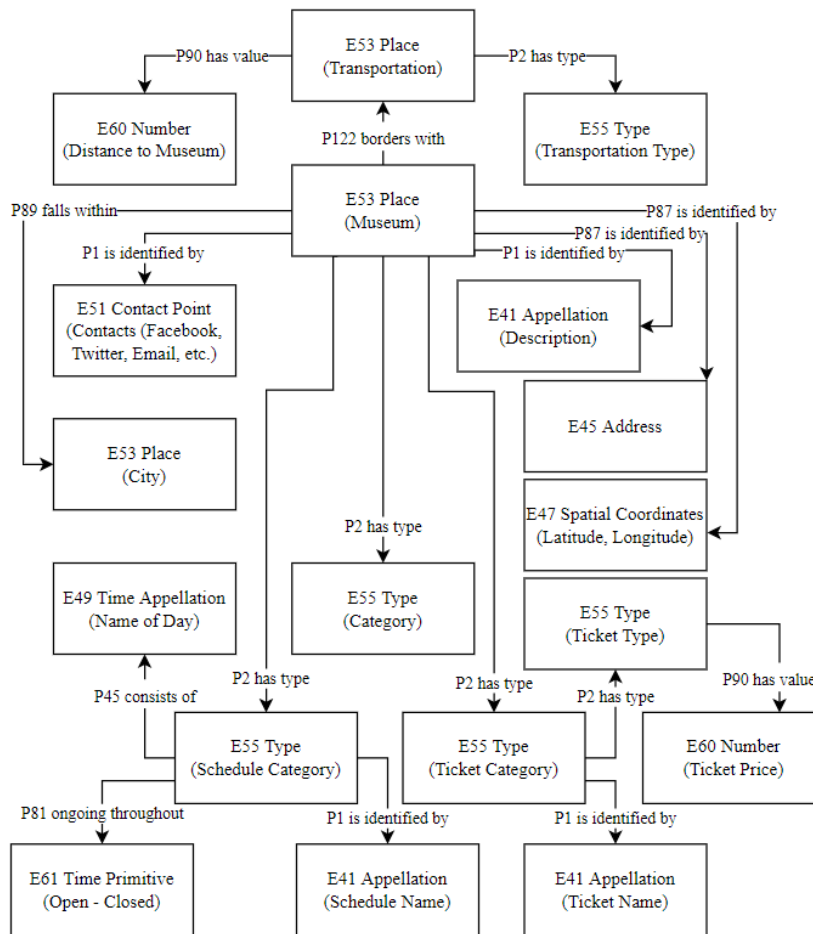 E53 Place
(Transportation)
P90 has value
P2 has type
E60 Number
(Distance to Museum)
E55 Type
(Transportation Type)
P122 borders with
E53 Place
(Museum)
P89 falls within
P87 is identified by
P87 is identified by
P1 is identified by
P1 is identified by
E51 Contact Point
(Contacts (Facebook,
Twitter, Email, etc.)
E41 Appellation
(Description)
E45 Address
E53 Place
(City)
E47 Spatial Coordinates
(Latitude, Longitude)
P2 has type
E49 Time Appellation
(Name of Day)
E55 Type
(Category)
E55 Type
(Ticket Type)
P45 consists of
P2 has type
P2 has type
P2 has type
P90 has value
E55 Type
(Schedule Category)
E55 Type
(Ticket Category)
E60 Number
(Ticket Price)
P81 ongoing throughout
P1 is identified by
P1 is identified by
E61 Time Primitive
(Open - Closed)
E41 Appellation
(Schedule Name)
E41 Appellation
(Ticket Name)